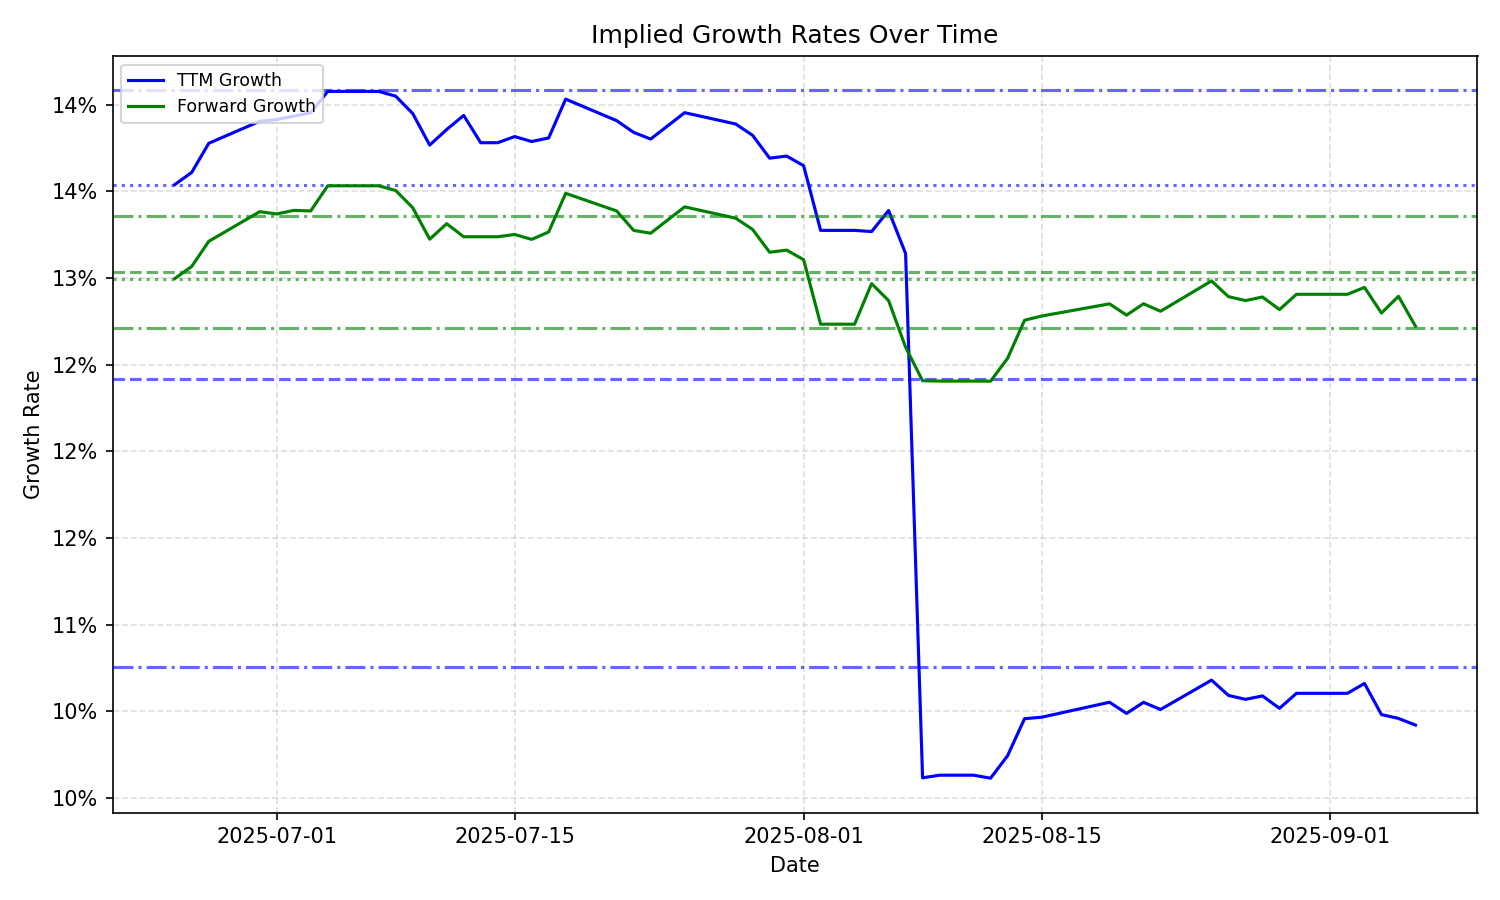 Implied Growth Rates Over Time
TTM Growth
Forward Growth
14%
14%
13%
12%
12%
12%
11%
10%
10%
Growth Rate
2025-07-01
2025-07-15
2025-08-01
2025-08-15
2025-09-01
Date